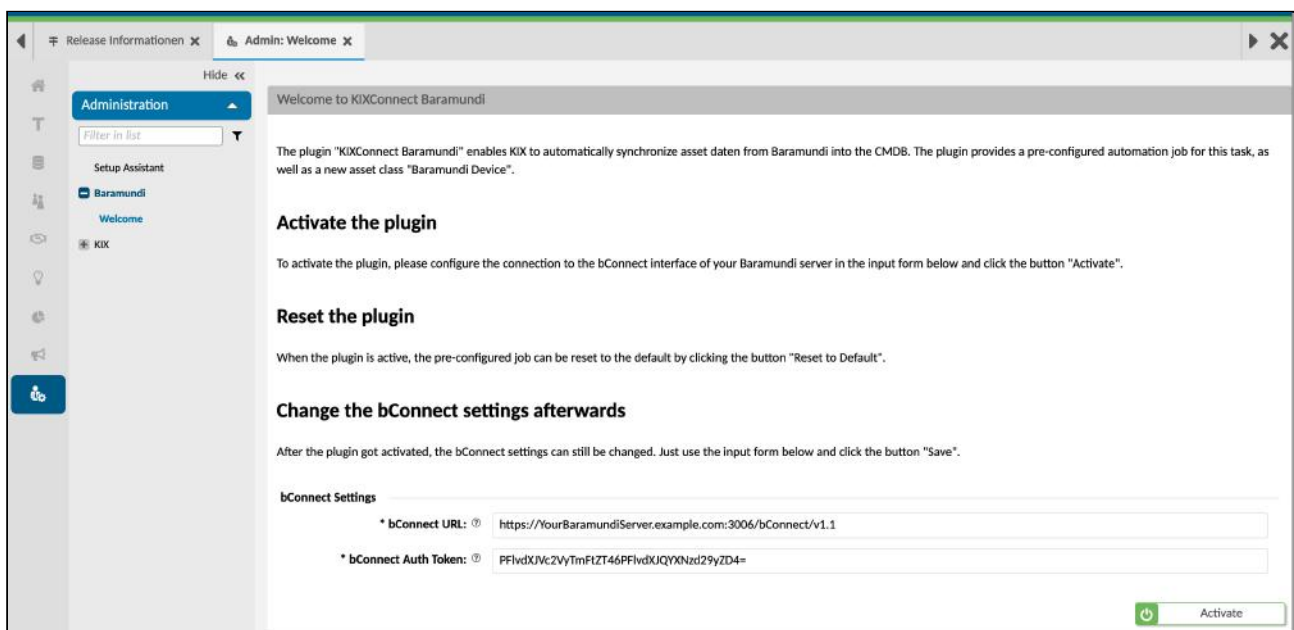 Release Informationen
Admin: Welcome
Hide
Administration
Filter in list
Setup Assistant
Baramundi
Welcome
KIX
Welcome to KIXConnect Baramundi
The plugin "KIXConnect Baramundi" enables KIX to automatically synchronize asset daten from Baramundi into the CMDB. The plugin provides a pre-configured automation job for this task, as
well as a new asset class "Baramundi Device".
Activate the plugin
To activate the plugin, please configure the connection to the bConnect interface of your Baramundi server in the input form below and click the button "Activate".
Reset the plugin
When the plugin is active, the pre-configured job can be reset to the default by clicking the button "Reset to Default".
Change the bConnect settings afterwards
After the plugin got activated, the bConnect settings can still be changed. Just use the input form below and click the button "Save".
bConnect Settings
* bConnect URL: https://YourBaramundiServer.example.com:3006/bConnect/v1.1
* bConnect Auth Token: PFlvdXJVc2VyTmFtZT46PFlvdXJQYXNzd29yZD4=
Activate